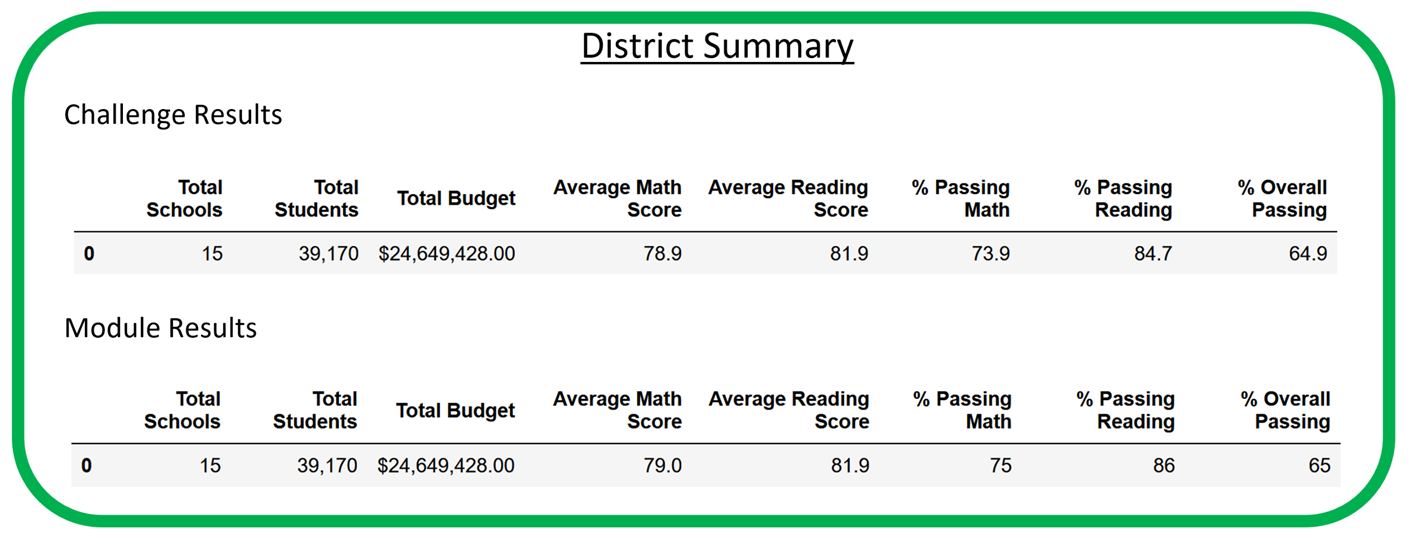 District Summary
Challenge Results
Total Schools Total Students Total Budget Average Math Score Average Reading Score % Passing Math % Passing Reading % Overall Passing
0 15 39,170 $24,649,428.00 78.9 81.9 73.9 84.7 64.9
Module Results
Total Schools Total Students Total Budget Average Math Score Average Reading Score % Passing Math % Passing Reading % Overall Passing
0 15 39,170 $24,649,428.00 79.0 81.9 75 86 65